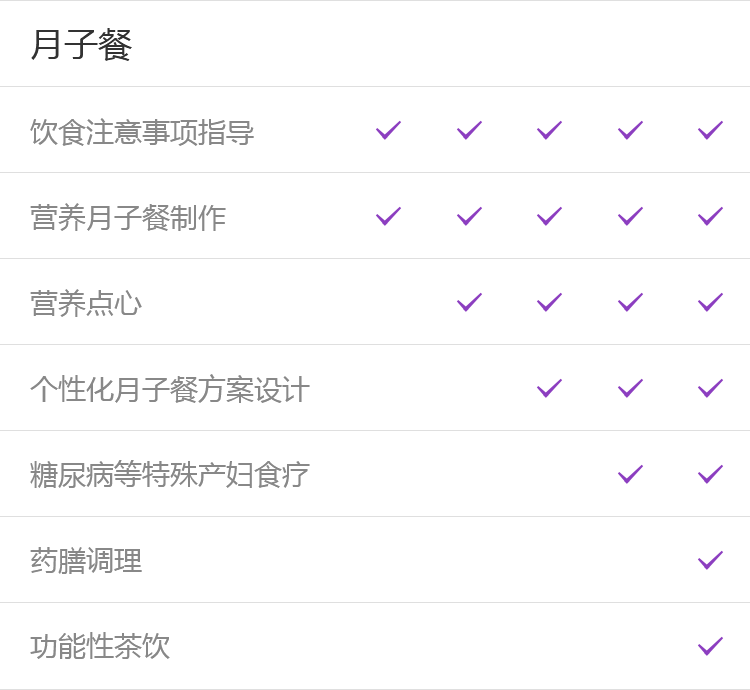 月子餐
饮食注意事项指导
营养月子餐制作
营养点心
个性化月子餐方案设计
糖尿病等特殊产妇食疗
药膳调理
功能性茶饮